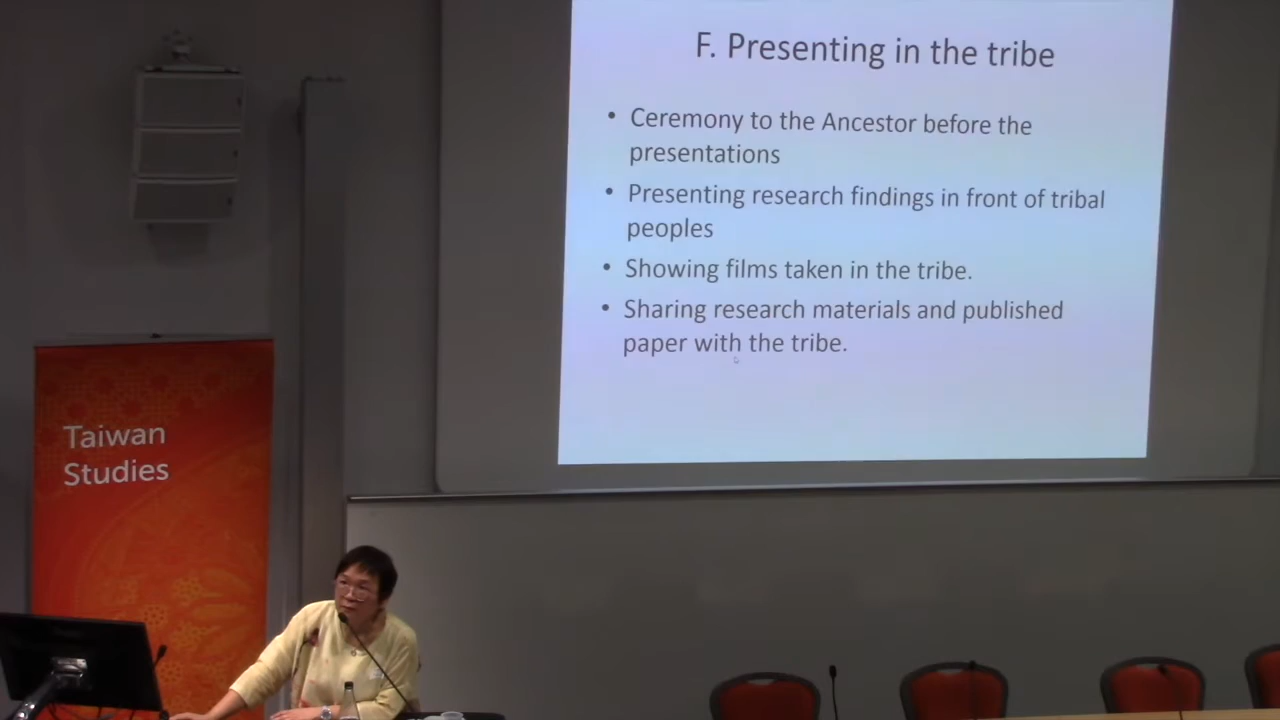 F. Presenting in the tribe
• Ceremony to the Ancestor before the
presentations
• Presenting research findings in front of tribal
peoples
• Showing films taken in the tribe.
• Sharing research materials and published
paper with the tribe.
Taiwan
Studies